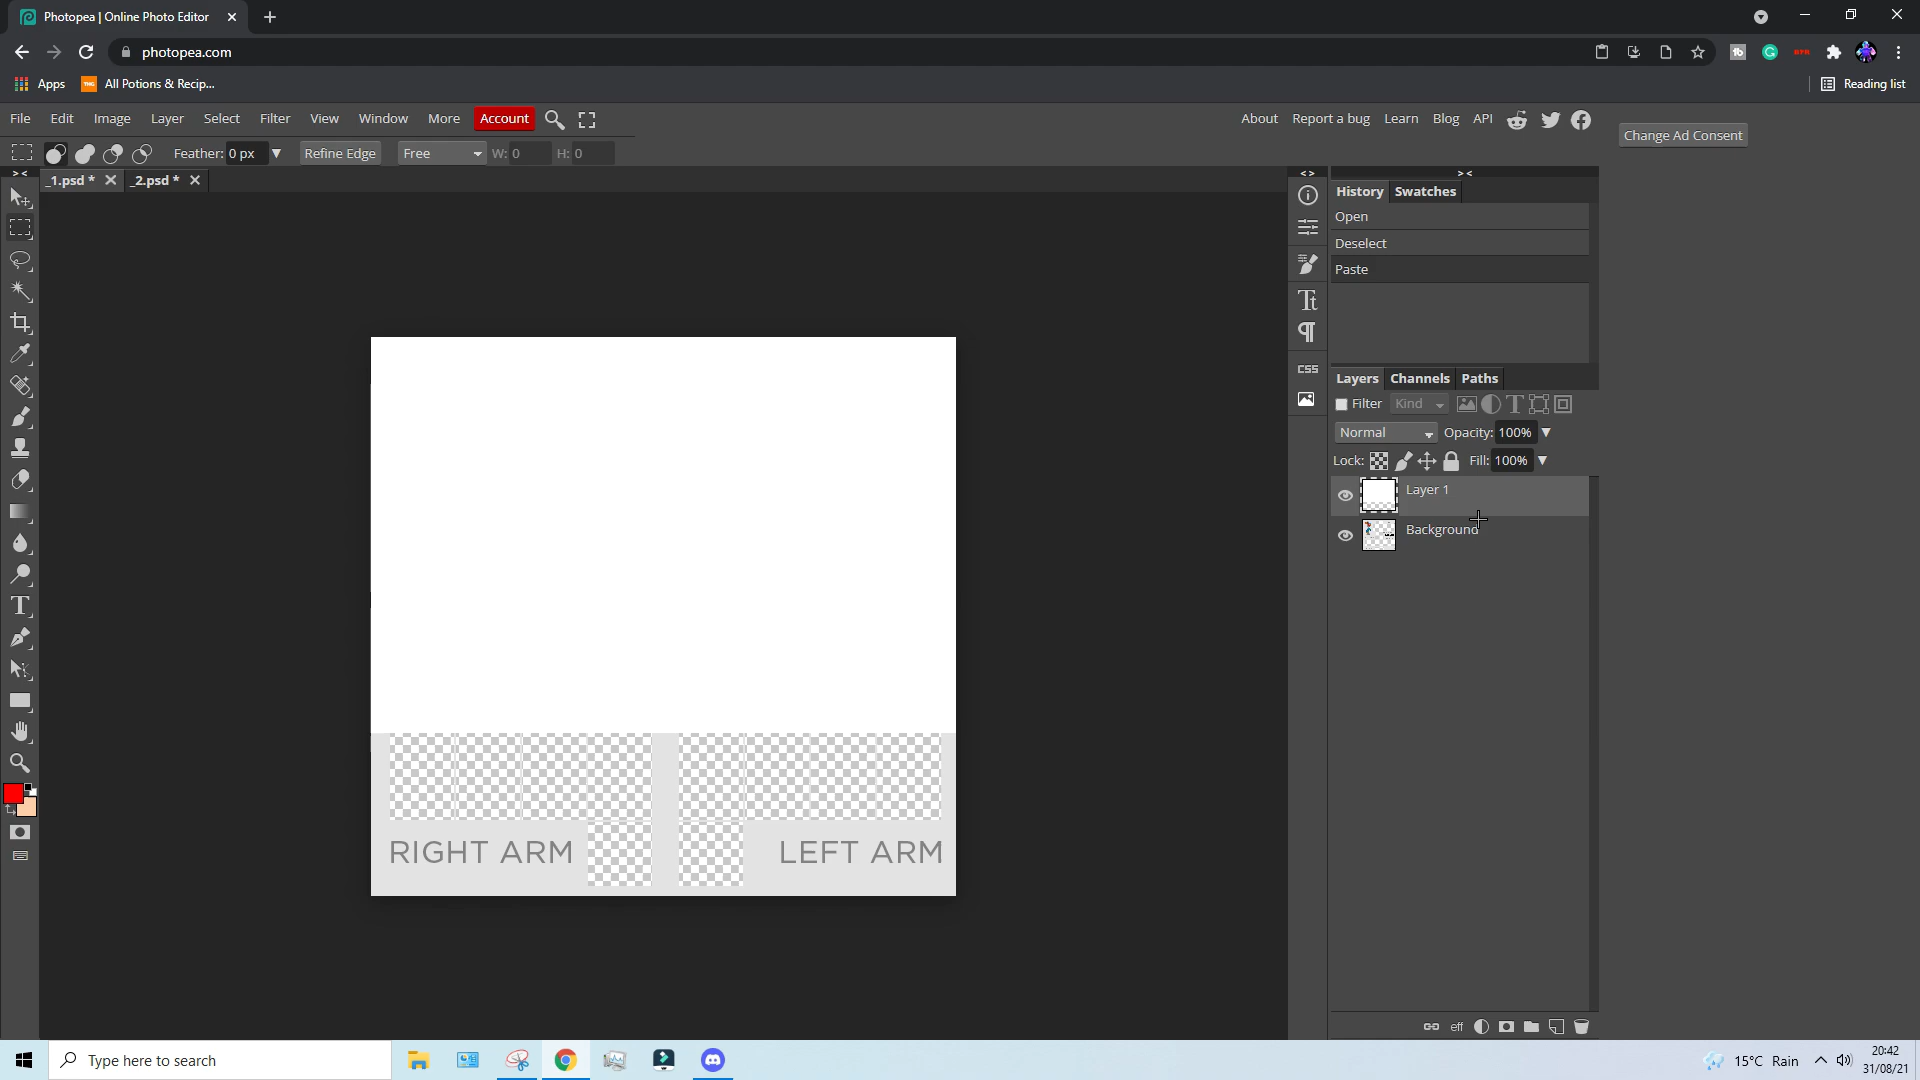 Photopea | Online Photo Editor
photopea.com
Apps
TNG
All Potions & Recip...
Reading list
File
Edit
Image
Layer
Select
Filter
View
Window
More
Account
About
Report a bug
Learn
Blog
API
Change Ad Consent
Feather: 0 px
Refine Edge
Free
W: 0
H: 0
_1.psd *
_2.psd *
History
Swatches
Open
Deselect
Paste
CSS
Layers
Channels
Paths
Filter
Kind
Normal
Opacity: 100%
Lock:
Fill: 100%
Layer 1
Background
RIGHT ARM
LEFT ARM
eff
Type here to search
15°C Rain
20:42
31/08/21